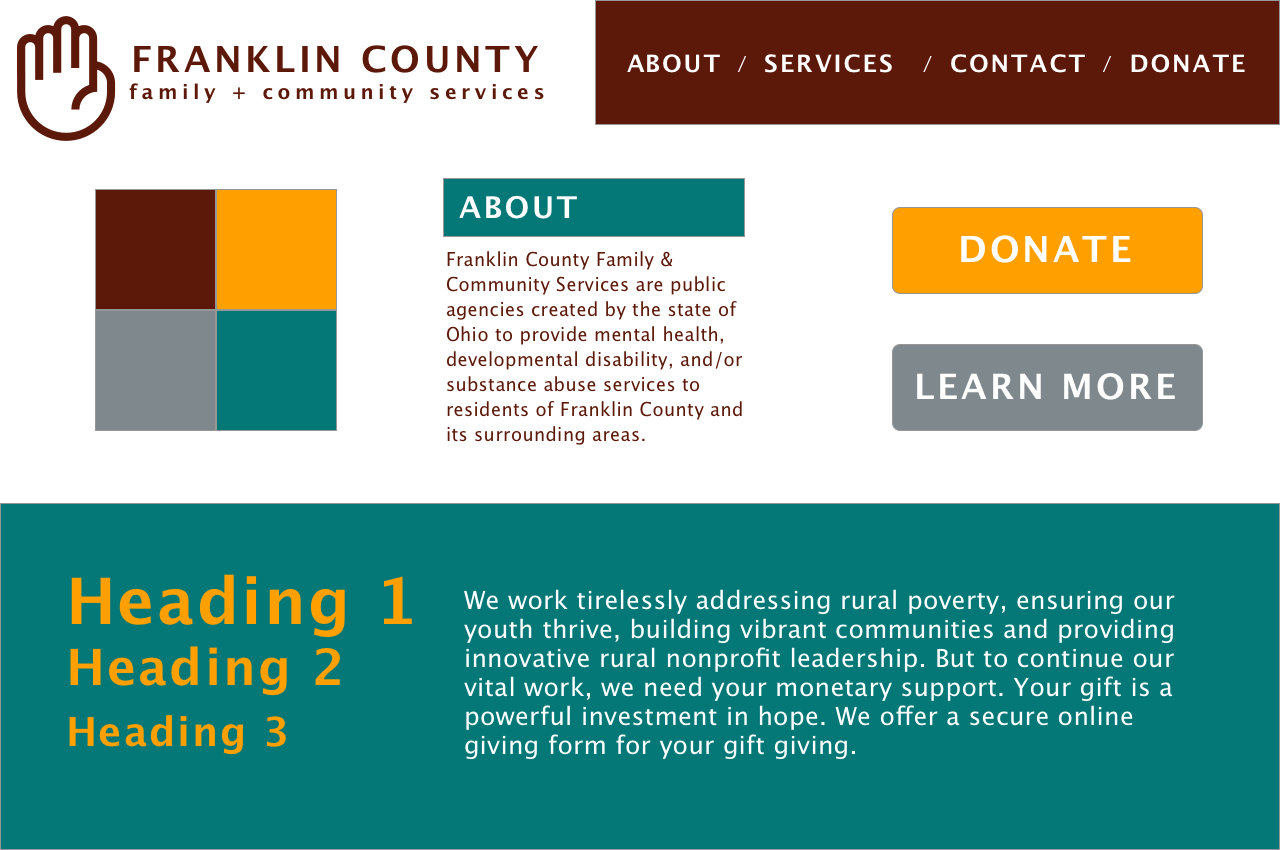 FRANKLIN COUNTY
family + community services
ABOUT / SERVICES / CONTACT / DONATE
ABOUT
Franklin County Family &
Community Services are public
agencies created by the state of
Ohio to provide mental health,
developmental disability, and/or
substance abuse services to
residents of Franklin County and
its surrounding areas.
DONATE
LEARN MORE
Heading 1
Heading 2
Heading 3
We work tirelessly addressing rural poverty, ensuring our
youth thrive, building vibrant communities and providing
innovative rural nonprofit leadership. But to continue our
vital work, we need your monetary support. Your gift is a
powerful investment in hope. We offer a secure online
giving form for your gift giving.